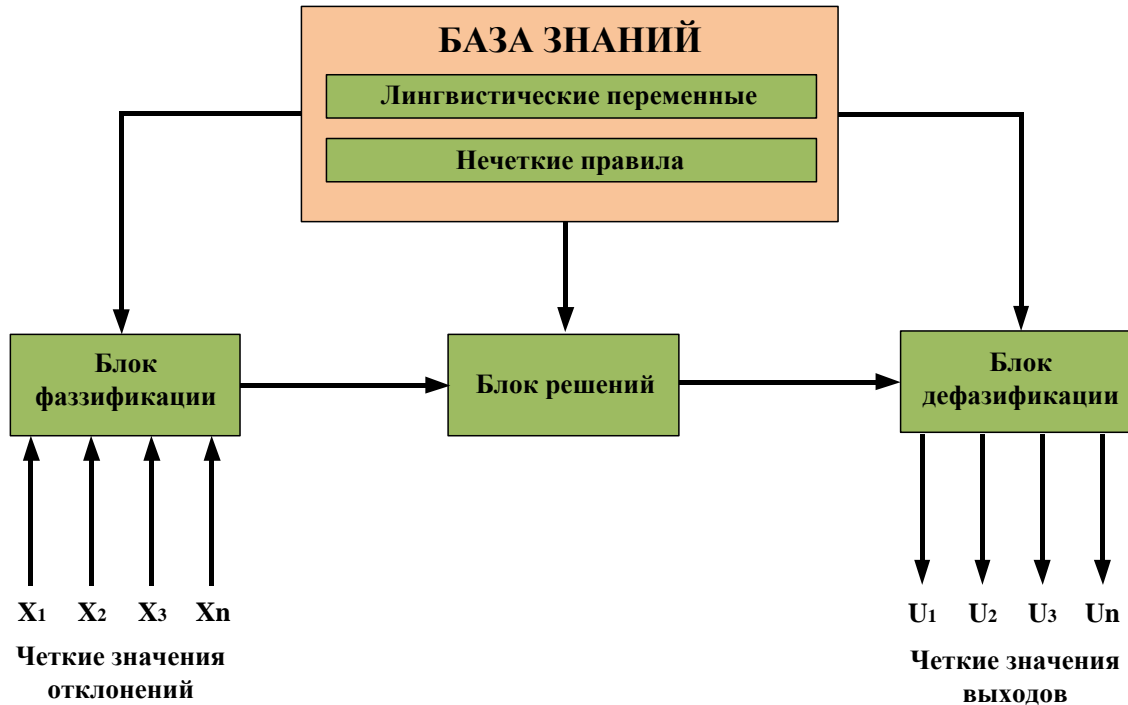 БАЗА ЗНАНИЙ
Лингвистические переменные
Нечеткие правила
Блок
фаззификации
Блок решений
Блок
дефазификации
X1 X2 X3 Xn
Четкие значения
отклонений
U1 U2 U3 Un
Четкие значения
выходов